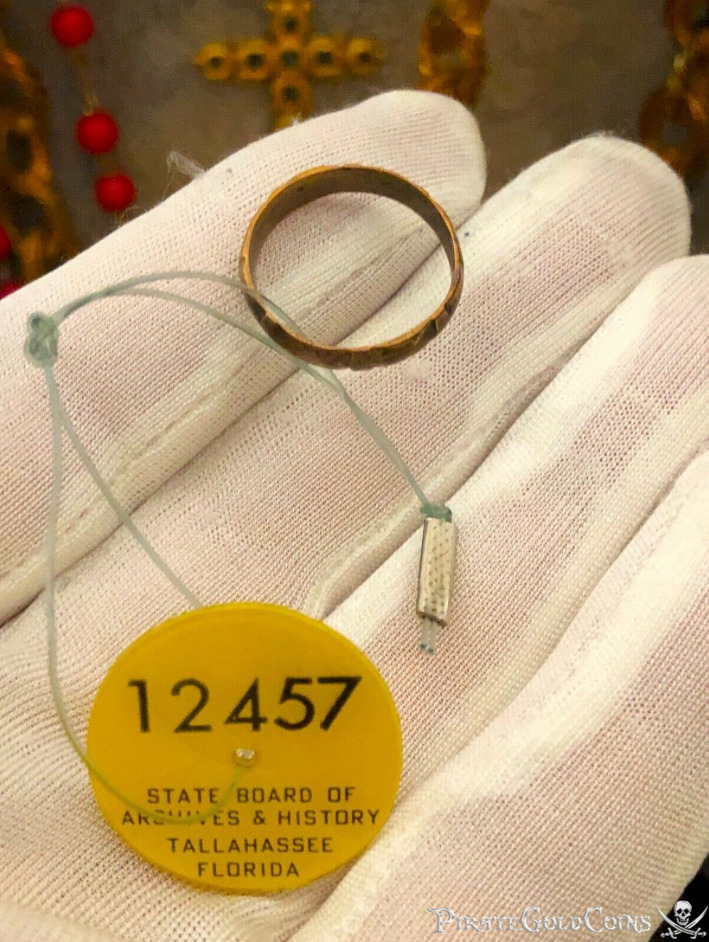 12457
STATE BOARD OF
ARCHIVES & HISTORY
TALLAHASSEE
FLORIDA
PIRATEGOLDCOINS